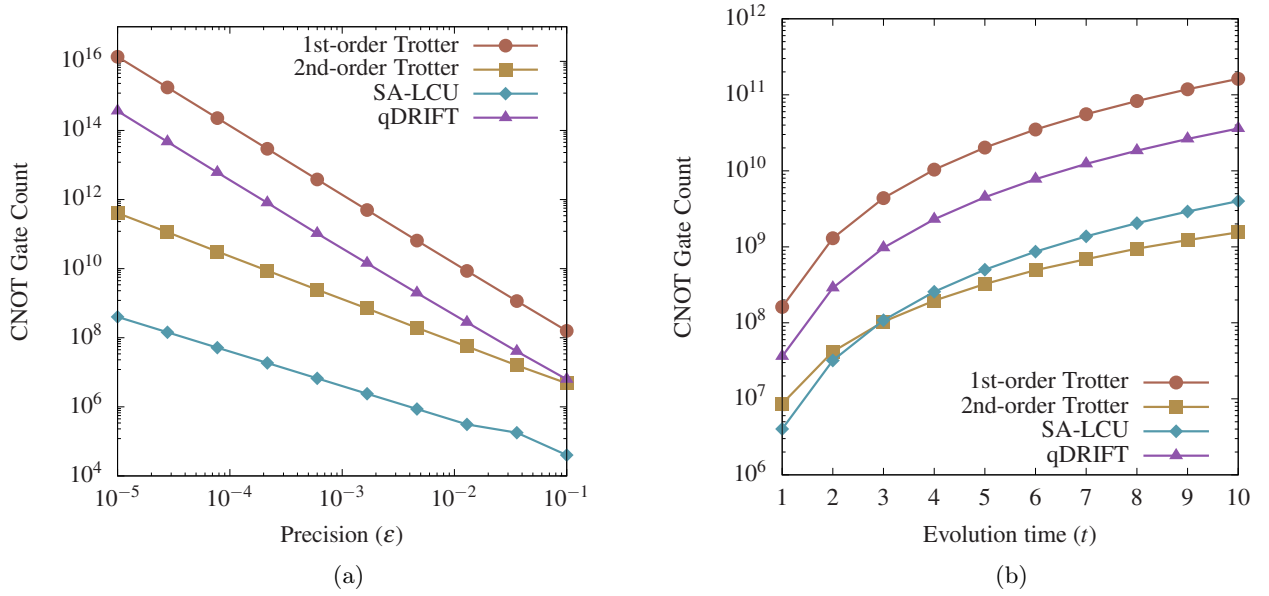 CNOT Gate Count
10^16
10^14
10^12
10^10
10^8
10^6
10^4
1st-order Trotter
2nd-order Trotter
SA-LCU
qDRIFT
10^−5
10^−4
10^−3
10^−2
10^−1
Precision (ε)
(a)
CNOT Gate Count
10^12
10^11
10^10
10^9
10^8
10^7
10^6
1st-order Trotter
2nd-order Trotter
SA-LCU
qDRIFT
1 2 3 4 5 6 7 8 9 10
Evolution time (t)
(b)